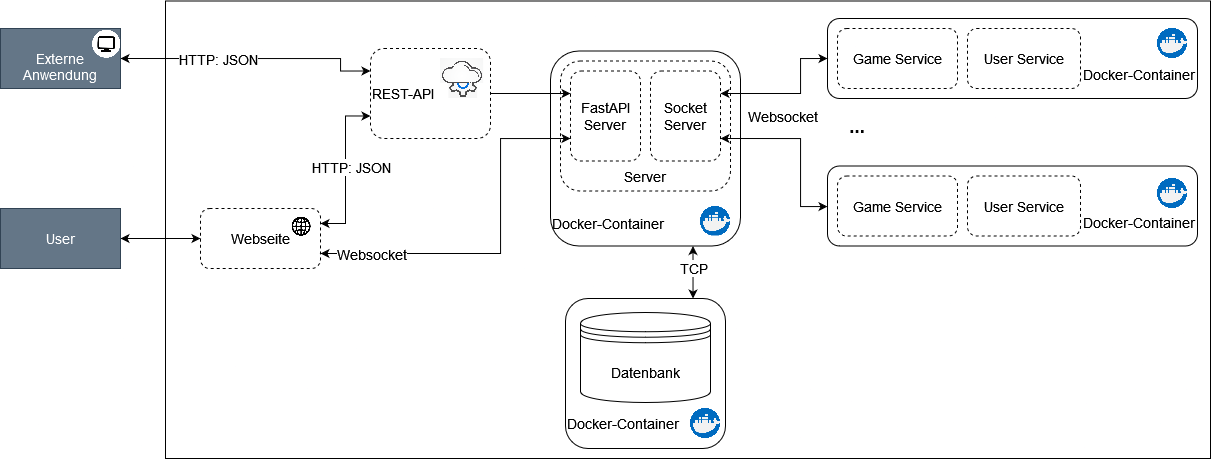 Externe
Anwendung
HTTP: JSON
REST-API
HTTP: JSON
User
Webseite
Websocket
FastAPI
Server
Socket
Server
Server
Docker-Container
TCP
Datenbank
Docker-Container
Websocket
Game Service
User Service
Docker-Container
...
Game Service
User Service
Docker-Container